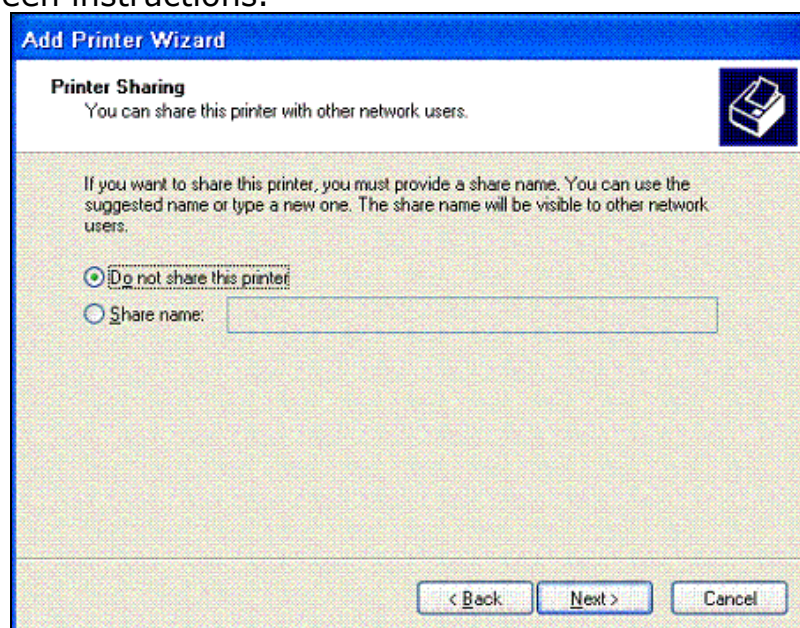 een instructions.
Add Printer Wizard
Printer Sharing
You can share this printer with other network users.
If you want to share this printer, you must provide a share name. You can use the
suggested name or type a new one. The share name will be visible to other network
users.
Do not share this printer
Share name:
< Back
Next >
Cancel